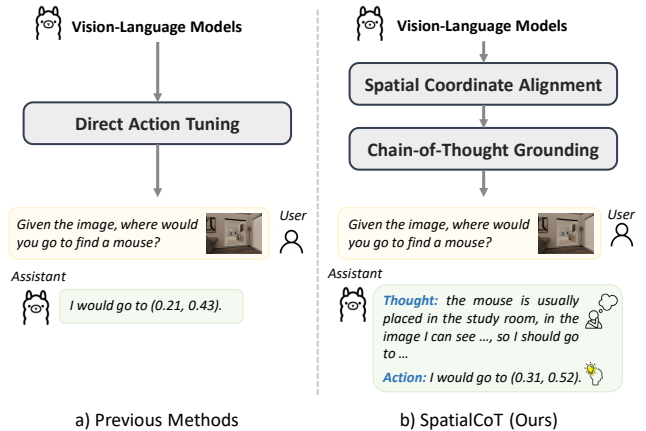 Vision-Language Models
Direct Action Tuning
Given the image, where would
you go to find a mouse?
User
Assistant
I would go to (0.21, 0.43).
a) Previous Methods
Vision-Language Models
Spatial Coordinate Alignment
Chain-of-Thought Grounding
Given the image, where would
you go to find a mouse?
User
Assistant
Thought: the mouse is usually
placed in the study room, in the
image I can see ..., so I should go
to ...
Action: I would go to (0.31, 0.52).
b) SpatialCoT (Ours)